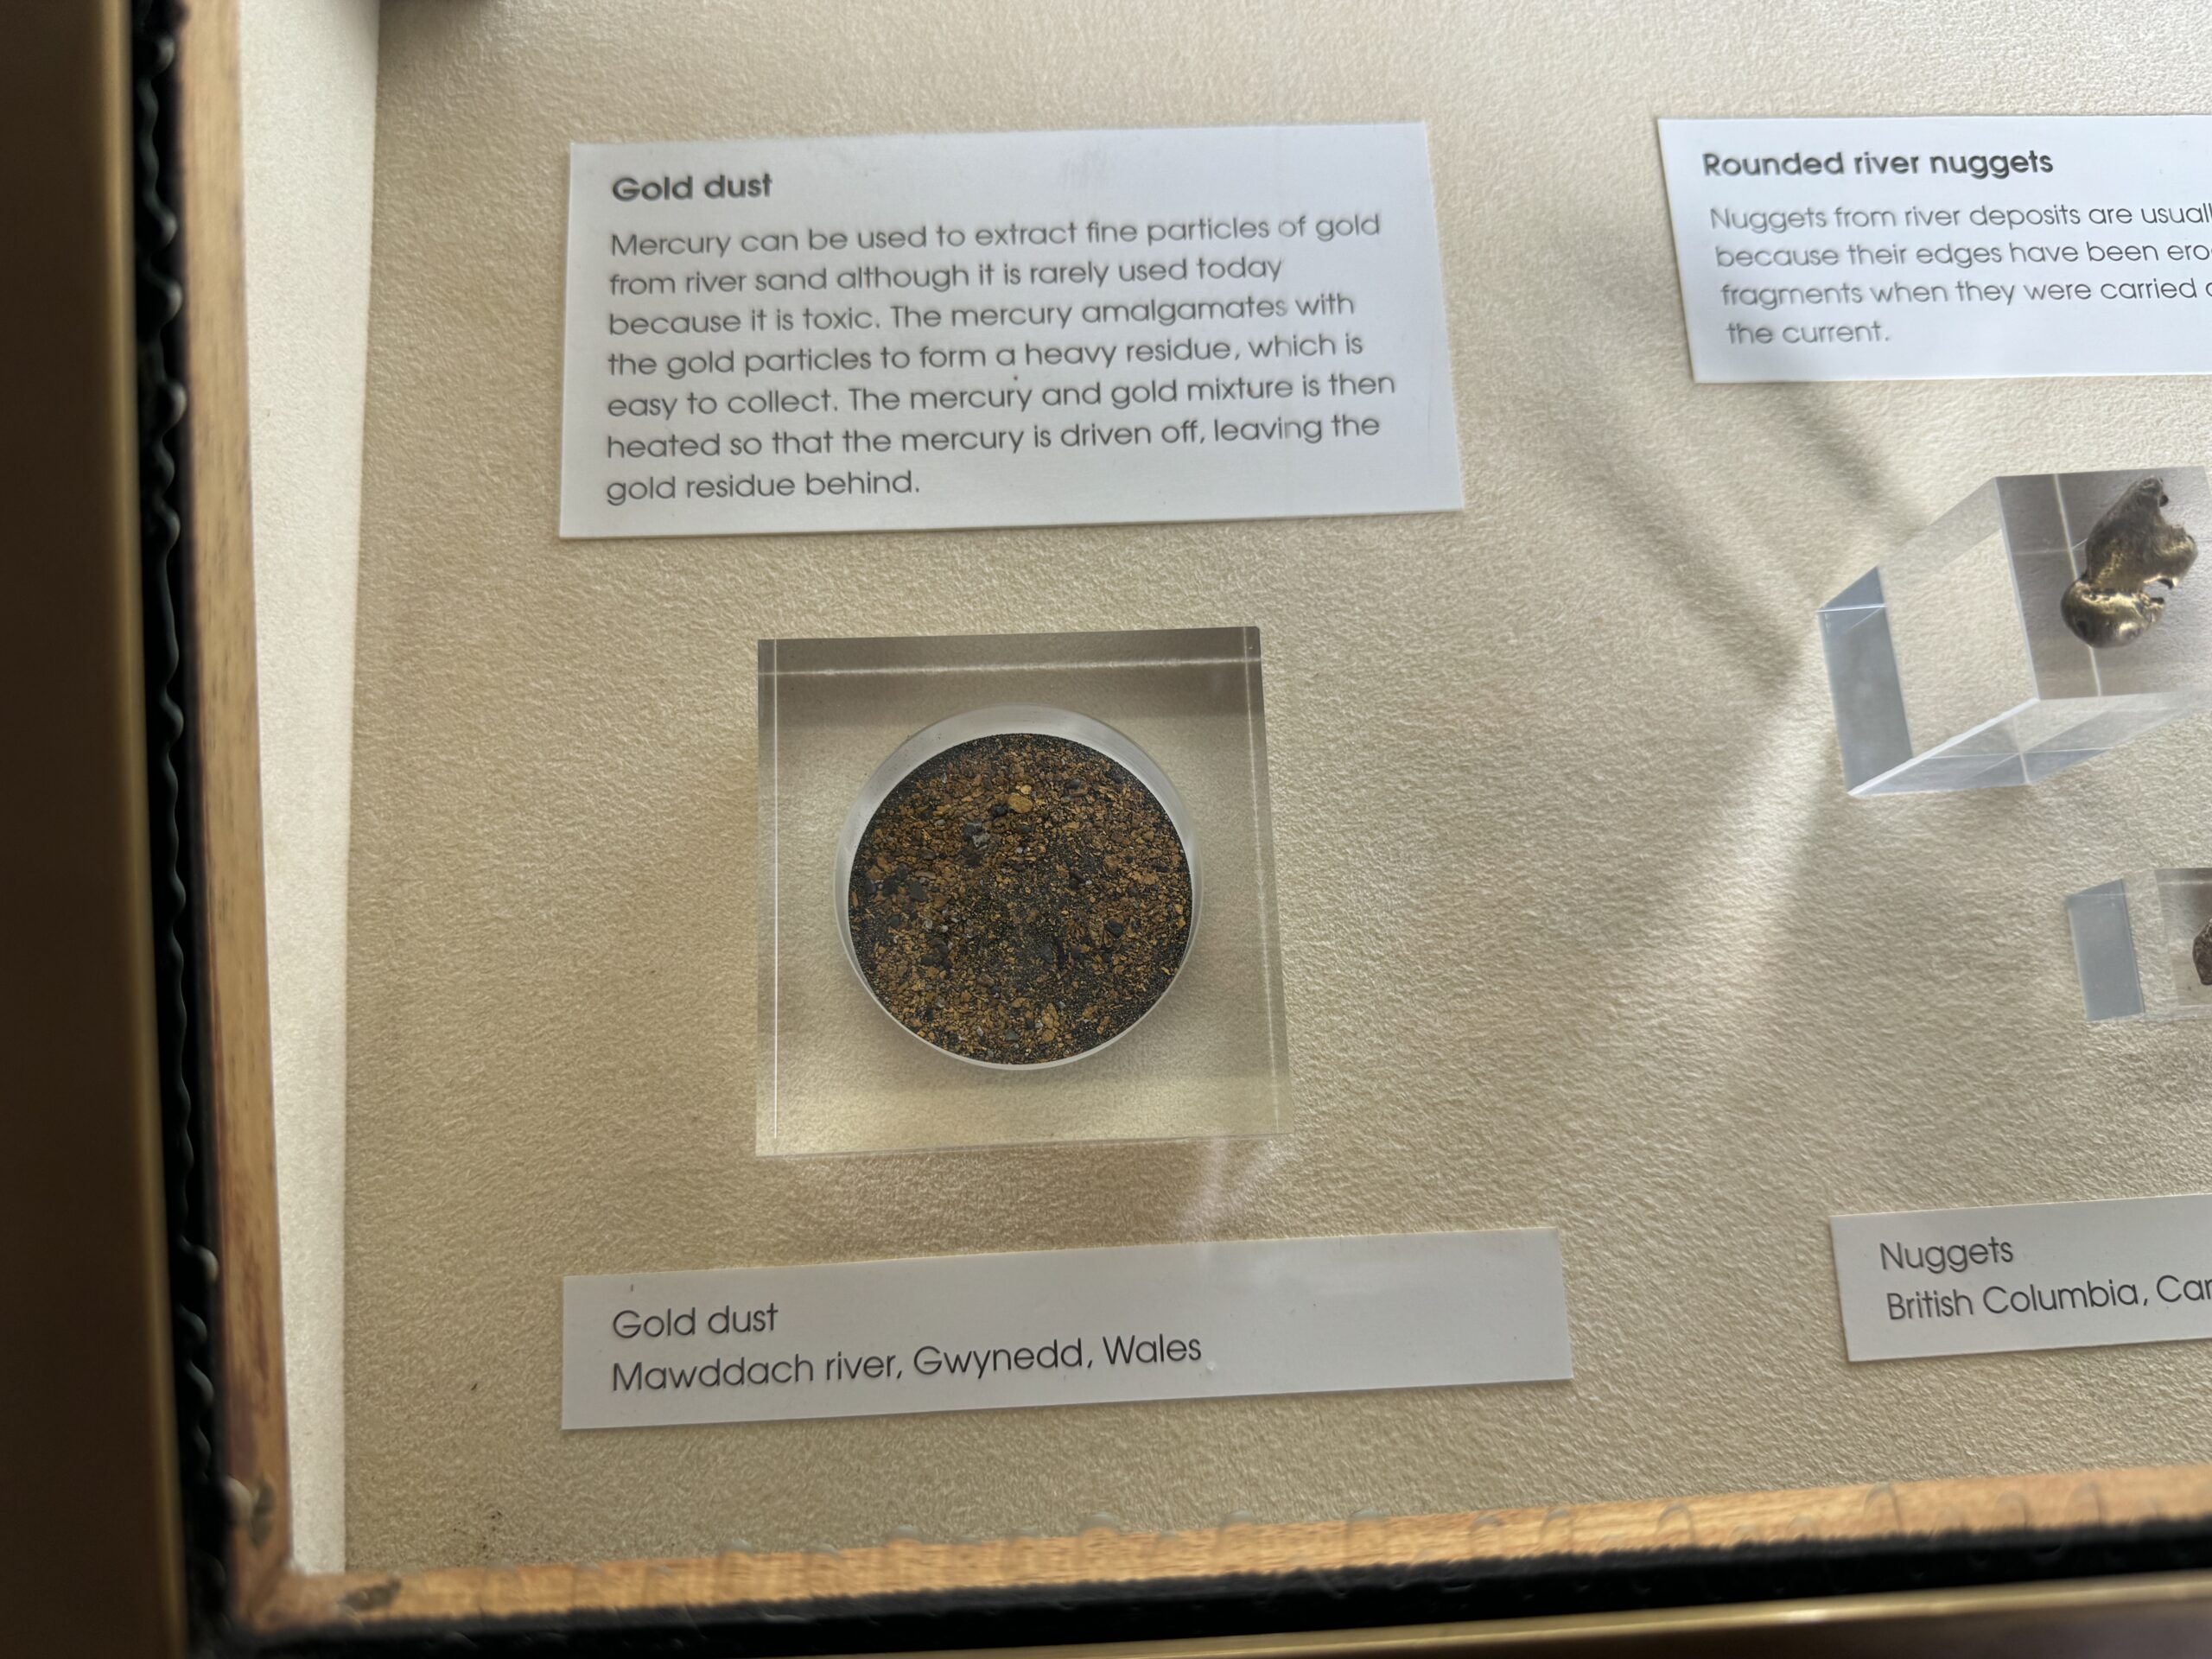 Gold dust
Mercury can be used to extract fine particles of gold
from river sand although it is rarely used today
because it is toxic. The mercury amalgamates with
the gold particles to form a heavy residue, which is
easy to collect. The mercury and gold mixture is then
heated so that the mercury is driven off, leaving the
gold residue behind.
Rounded river nuggets
Nuggets from river deposits are
because their edges have been
fragments when they were carried
the current.
Gold dust
Mawddach river, Gwynedd, Wales
Nuggets
British Columbia,